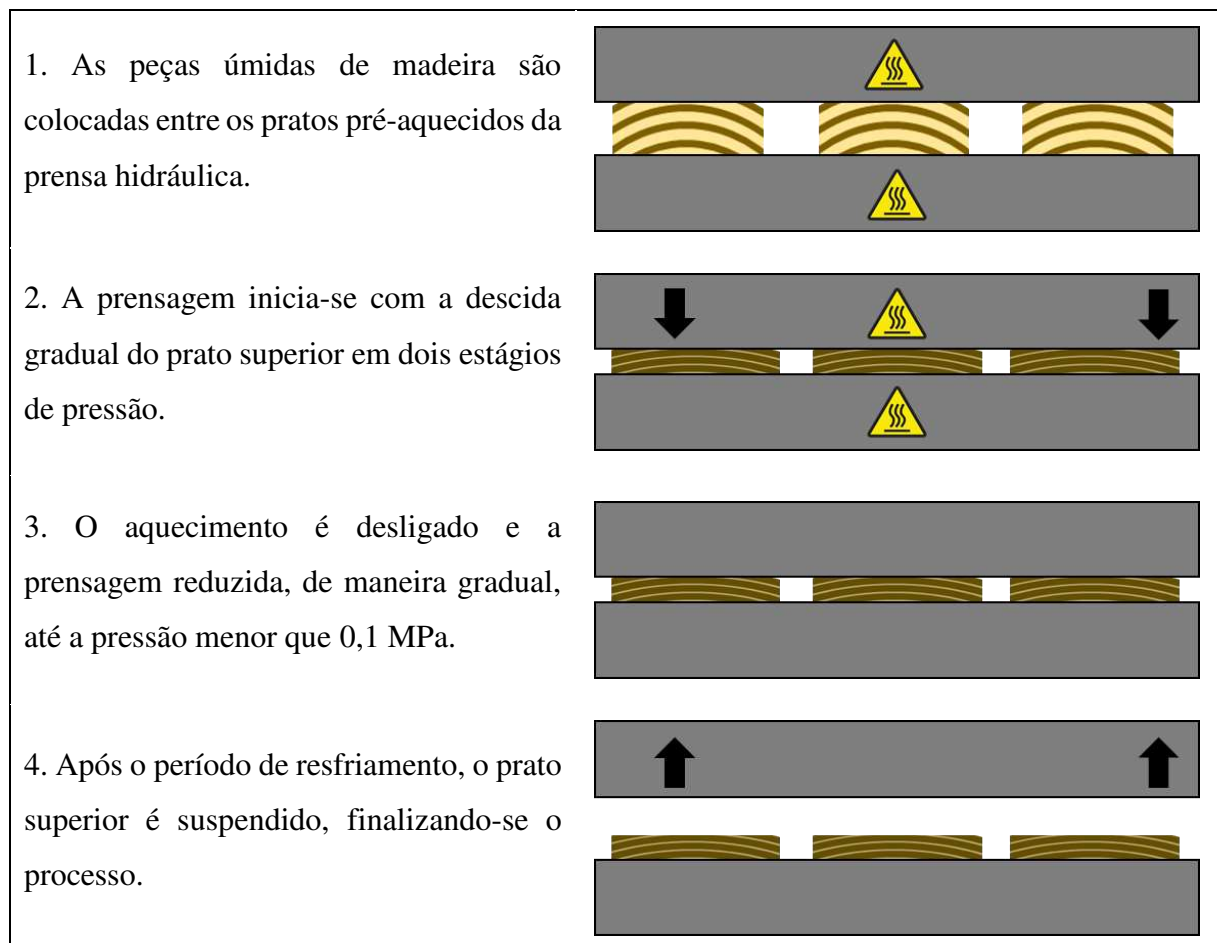 1. As peças úmidas de madeira são
colocadas entre os pratos pré-aquecidos da
prensa hidráulica.
2. A prensagem inicia-se com a descida
gradual do prato superior em dois estágios
de pressão.
3. O aquecimento é desligado e a
prensagem reduzida, de maneira gradual,
até a pressão menor que 0,1 MPa.
4. Após o período de resfriamento, o prato
superior é suspendido, finalizando-se o
processo.